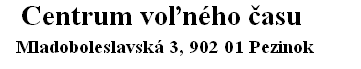 Centrum voľného času
Mladoboleslavská 3, 902 01 Pezinok